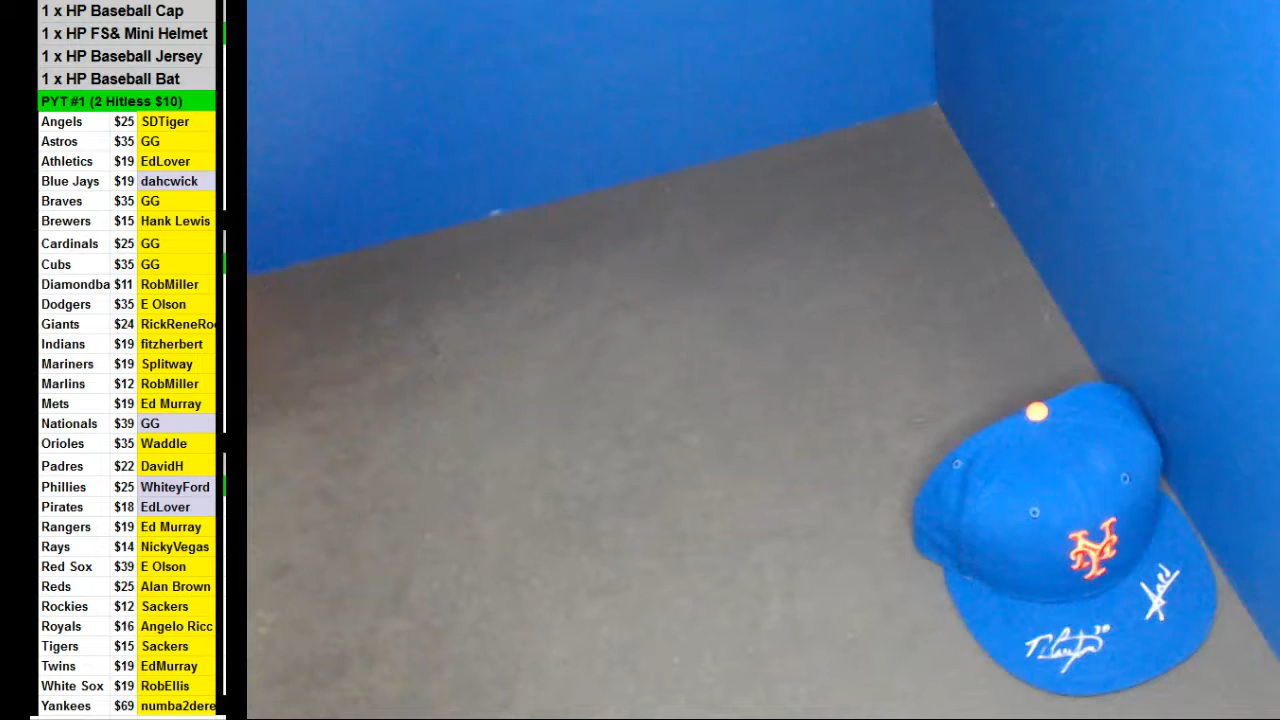 1 x HP Baseball Cap
1 x HP FS& Mini Helmet
1 x HP Baseball Jersey
1 x HP Baseball Bat
PYT #1 (2 Hitless $10)
Angels $25 SDTiger
Astros $35 GG
Athletics $19 EdLover
Blue Jays $19 dahcwick
Braves $35 GG
Brewers $15 Hank Lewis
Cardinals $25 GG
Cubs $35 GG
Diamondba $11 RobMiller
Dodgers $35 E Olson
Giants $24 RickReneRo
Indians $19 fitzherbert
Mariners $19 Splitway
Marlins $12 RobMiller
Mets $19 Ed Murray
Nationals $39 GG
Orioles $35 Waddle
Padres $22 DavidH
Phillies $25 WhiteyFord
Pirates $18 EdLover
Rangers $19 Ed Murray
Rays $14 NickyVegas
Red Sox $39 E Olson
Reds $25 Alan Brown
Rockies $12 Sackers
Royals $16 Angelo Ricc
Tigers $15 Sackers
Twins $19 EdMurray
White Sox $19 RobEllis
Yankees $69 numba2dere
NY